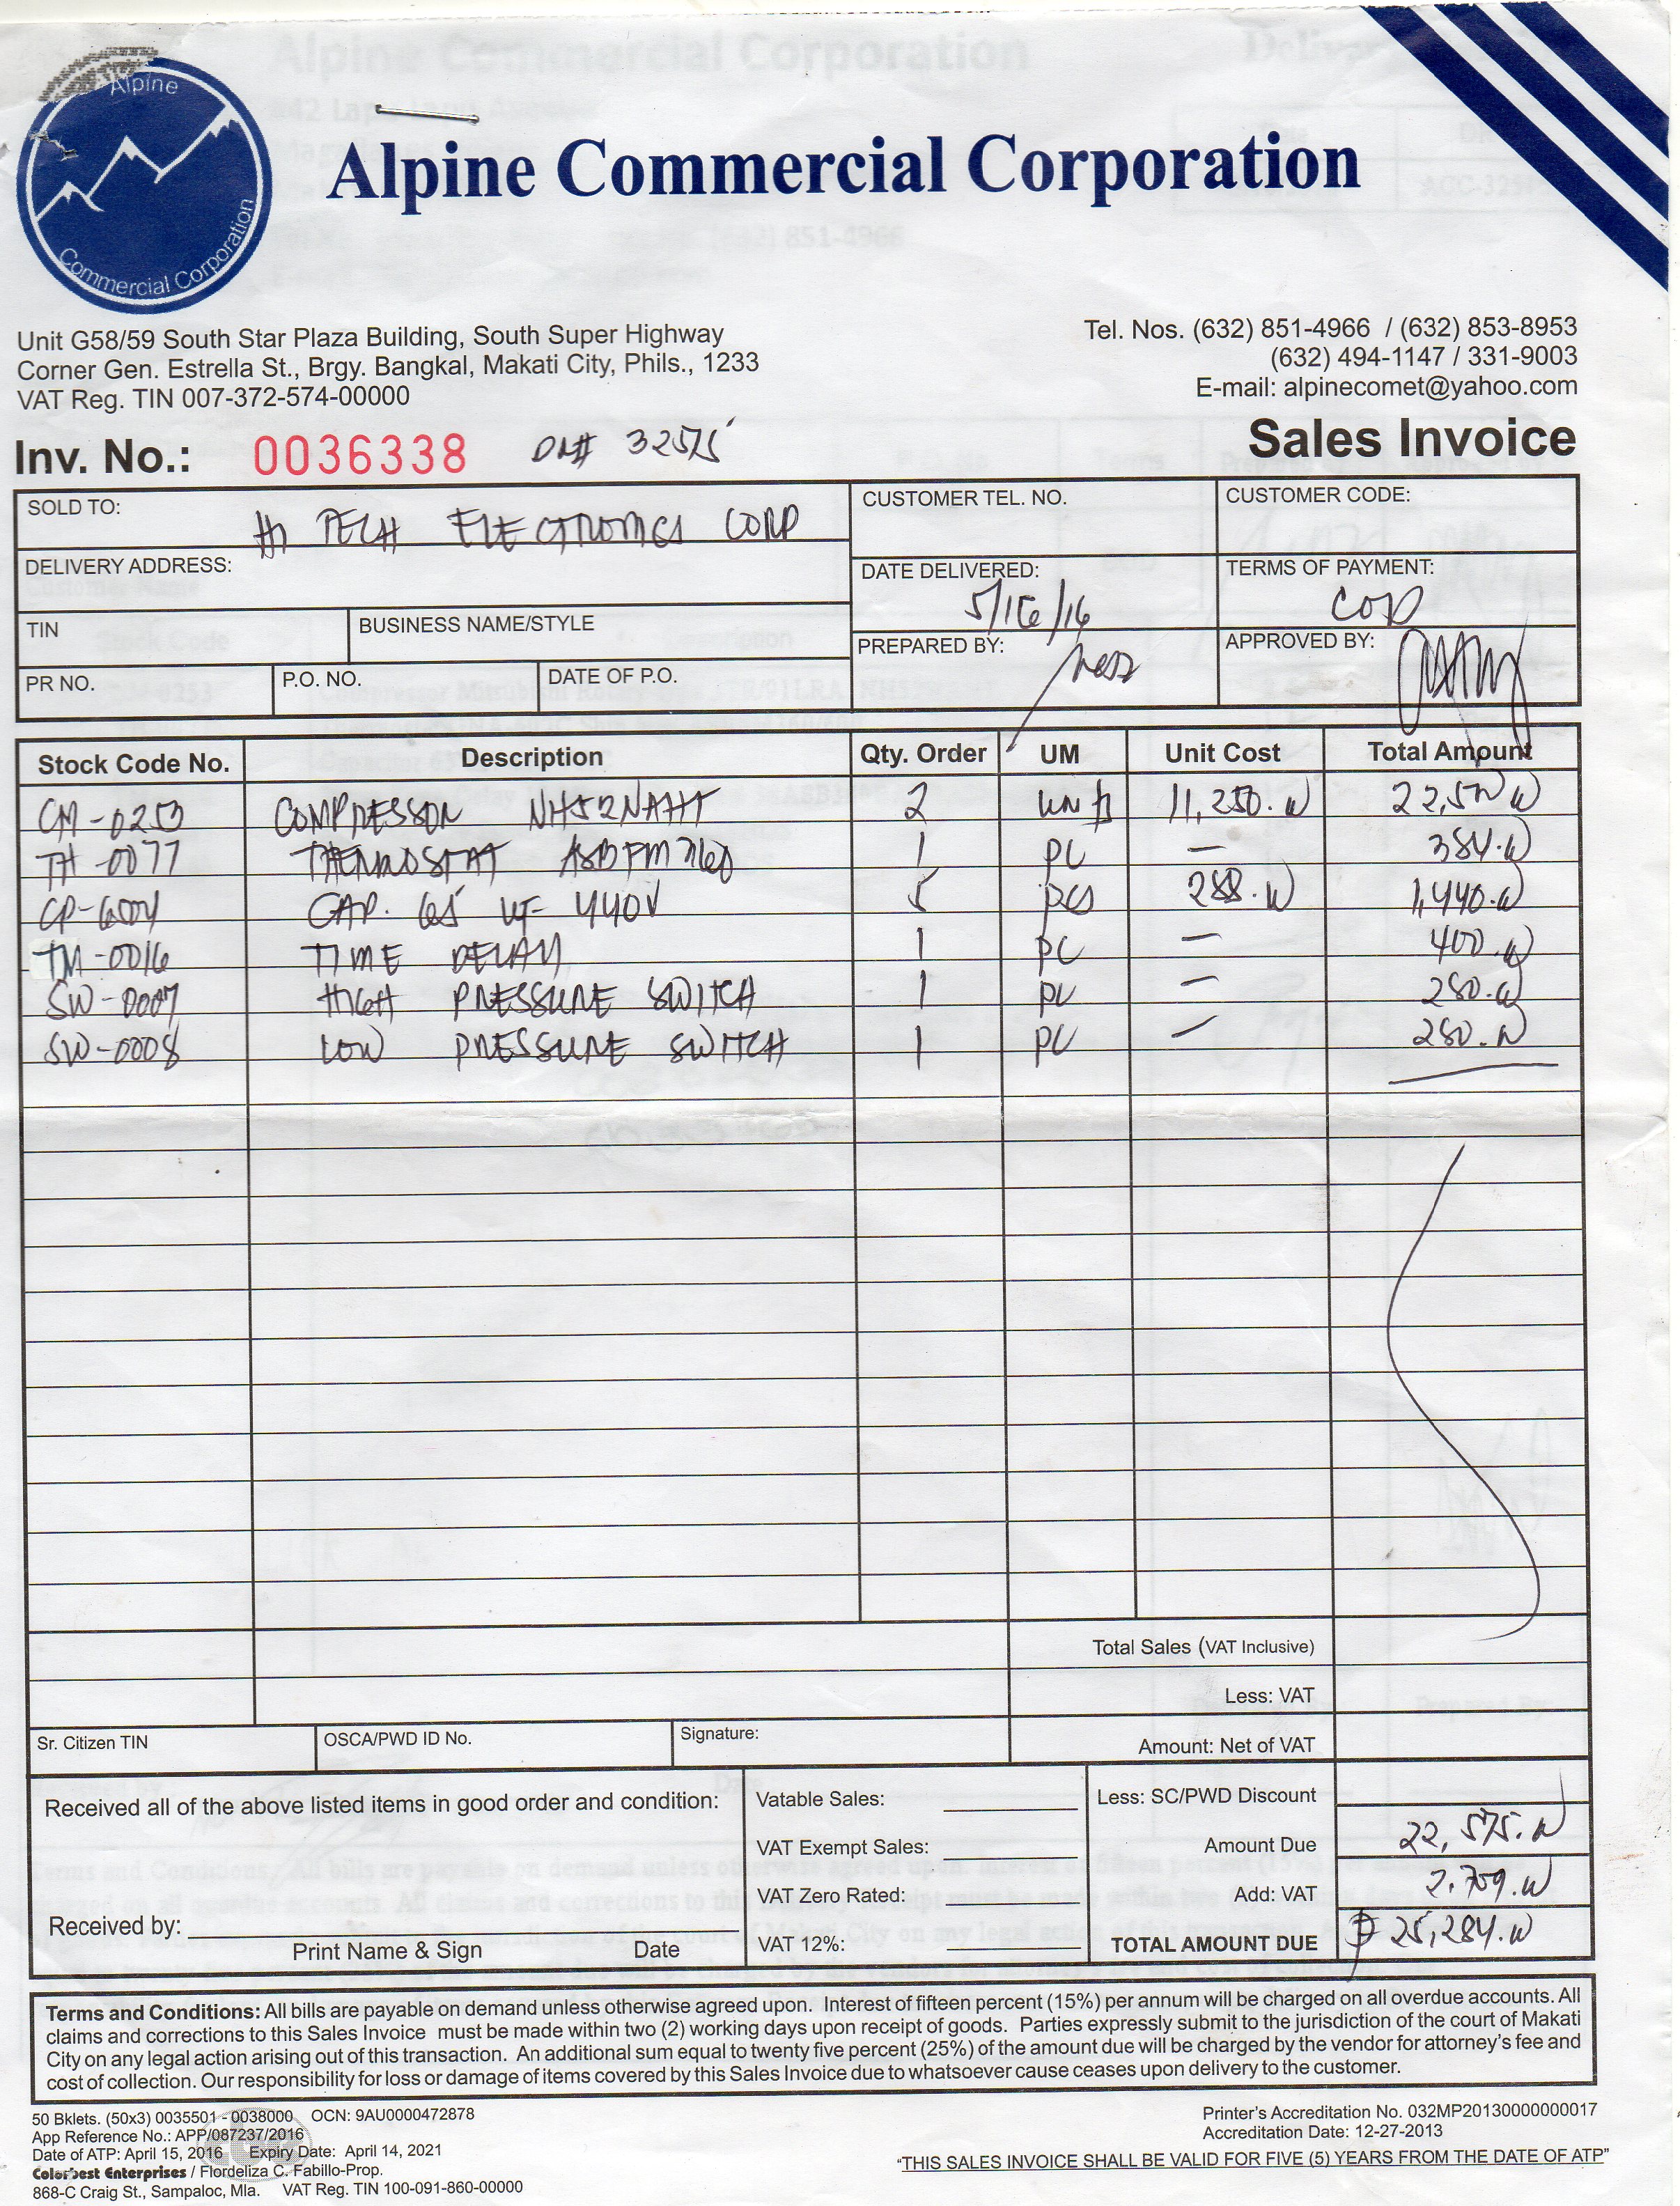 Alpine
Commercial Corporation
Alpine Commercial Corporation
Unit G58/59 South Star Plaza Building, South Super Highway
Corner Gen. Estrella St., Brgy. Bangkal, Makati City, Phils., 1233
VAT Reg. TIN 007-372-574-00000
Tel. Nos. (632) 851-4966 / (632) 853-8953
(632) 494-1147 / 331-9003
E-mail: alpinecomet@yahoo.com
Inv. No.: 0036338 DR# 32575
Sales Invoice
SOLD TO: HI TECH ELECTRONICS CORP
CUSTOMER TEL. NO.
CUSTOMER CODE:
DELIVERY ADDRESS:
DATE DELIVERED: 5/16/16
TERMS OF PAYMENT: COD
TIN
BUSINESS NAME/STYLE
PREPARED BY:
APPROVED BY:
PR NO.
P.O. NO.
DATE OF P.O.
Stock Code No. Description Qty. Order UM Unit Cost Total Amount
CM-0253 COMPRESSOR NH52NAHT 2 units 11,250.00 22,500.00
TH-0077 THERMOSTAT 1 pc — 384.00
CP-6004 CAP. 65 UF 440V 5 pcs 288.00 1,440.00
TM-0016 TIME DELAY 1 pc — 400.00
SW-0007 HIGH PRESSURE SWITCH 1 pc — 280.00
SW-0008 LOW PRESSURE SWITCH 1 pc — 280.00
Total Sales (VAT Inclusive)
Less: VAT
Sr. Citizen TIN
OSCA/PWD ID No.
Signature:
Amount: Net of VAT
Received all of the above listed items in good order and condition:
Vatable Sales:
Less: SC/PWD Discount
VAT Exempt Sales:
Amount Due 22,575.00
VAT Zero Rated:
Add: VAT 2,709.00
Received by:
Print Name & Sign Date
VAT 12%:
TOTAL AMOUNT DUE ₱ 25,284.00
Terms and Conditions: All bills are payable on demand unless otherwise agreed upon. Interest of fifteen percent (15%) per annum will be charged on all overdue accounts. All
claims and corrections to this Sales Invoice must be made within two (2) working days upon receipt of goods. Parties expressly submit to the jurisdiction of the court of Makati
City on any legal action arising out of this transaction. An additional sum equal to twenty five percent (25%) of the amount due will be charged by the vendor for attorney's fee and
cost of collection. Our responsibility for loss or damage of items covered by this Sales Invoice due to whatsoever cause ceases upon delivery to the customer.
50 Bklets. (50x3) 0035501 - 0038000 OCN: 9AU0000472878
App Reference No.: APP/087237/2016
Date of ATP: April 15, 2016 Expiry Date: April 14, 2021
Colorbest Enterprises / Flordeliza C. Fabillo-Prop.
868-C Craig St., Sampaloc, Mla. VAT Reg. TIN 100-091-860-00000
Printer's Accreditation No. 032MP20130000000017
Accreditation Date: 12-27-2013
"THIS SALES INVOICE SHALL BE VALID FOR FIVE (5) YEARS FROM THE DATE OF ATP"